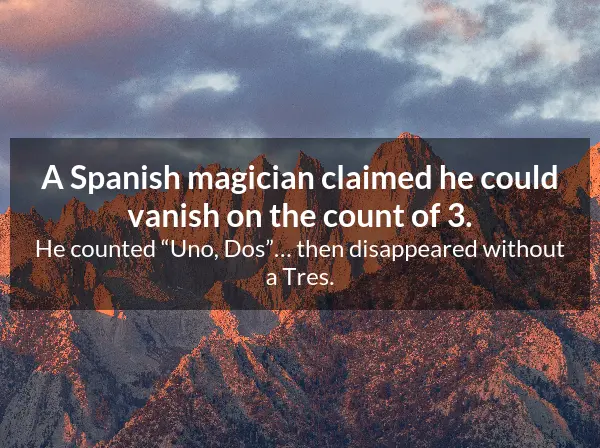 A Spanish magician claimed he could
vanish on the count of 3.
He counted “Uno, Dos”... then disappeared without
a Tres.